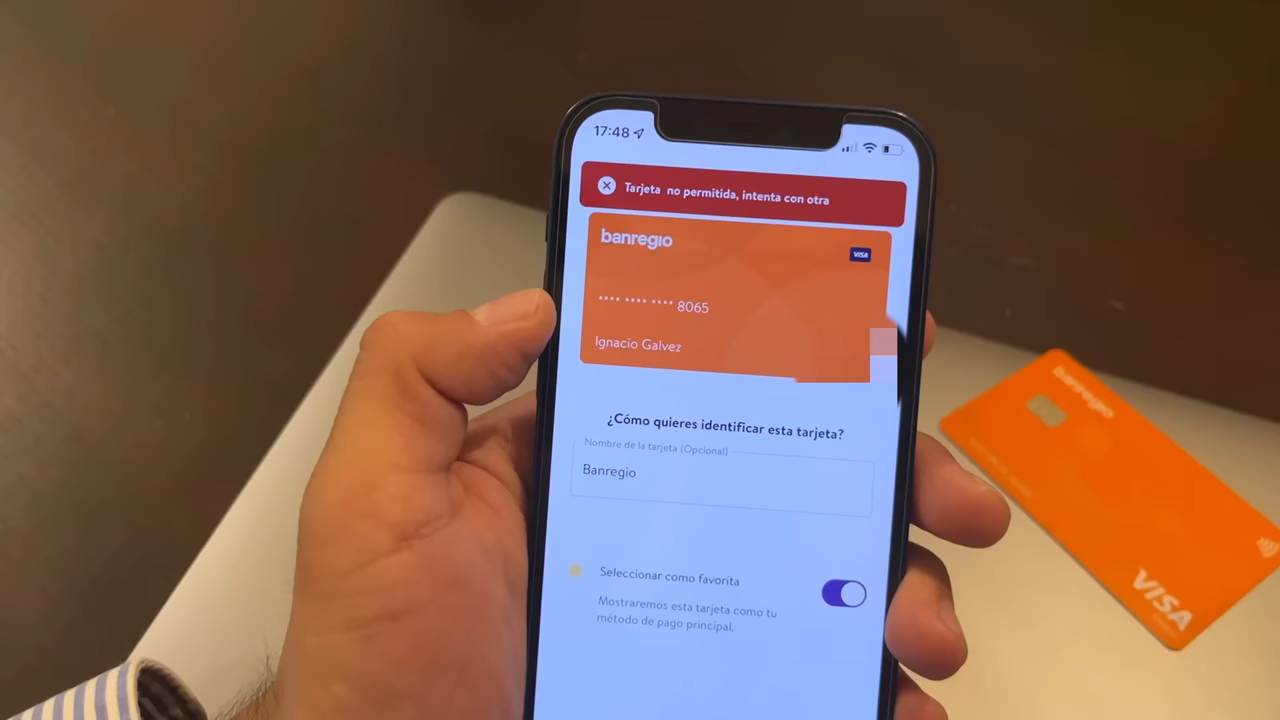 17:48
Tarjeta no permitida, intenta con otra
banregio
VISA
•••• •••• •••• 8065
Ignacio Galvez
¿Cómo quieres identificar esta tarjeta?
Nombre de la tarjeta (Opcional)
Banregio
Seleccionar como favorita
Mostraremos esta tarjeta como tu
método de pago principal.
banregio
VISA